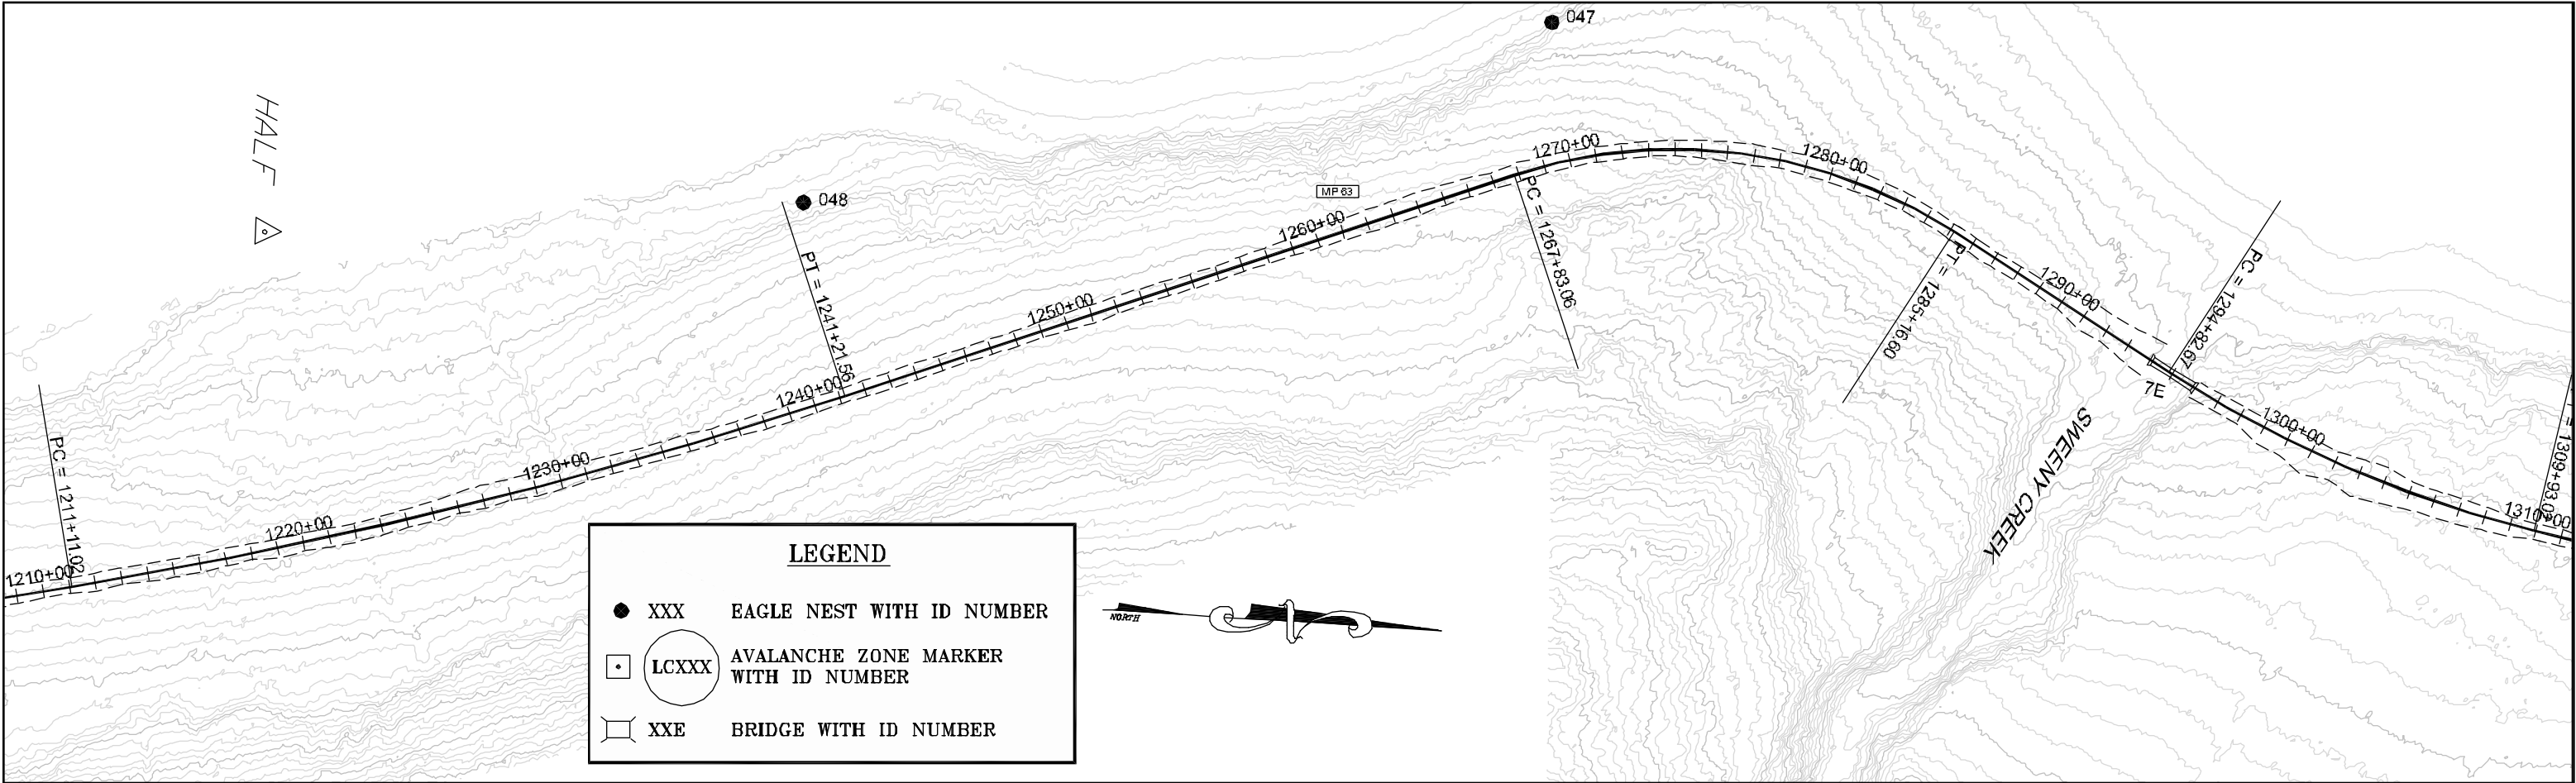 047
HALF
048
MP 63
1270+00
1280+00
1260+00
PC = 1267+83.06
PT = 1241+21.56
PT = 1285+16.60
1290+00
PC = 1294+82.67
1250+00
1240+00
7E
1300+00
SWEENY CREEK
1230+00
PC = 1211+11.02
1220+00
1210+00
1310+00
LEGEND
XXX EAGLE NEST WITH ID NUMBER
LCXXX AVALANCHE ZONE MARKER
WITH ID NUMBER
XXE BRIDGE WITH ID NUMBER
NORTH